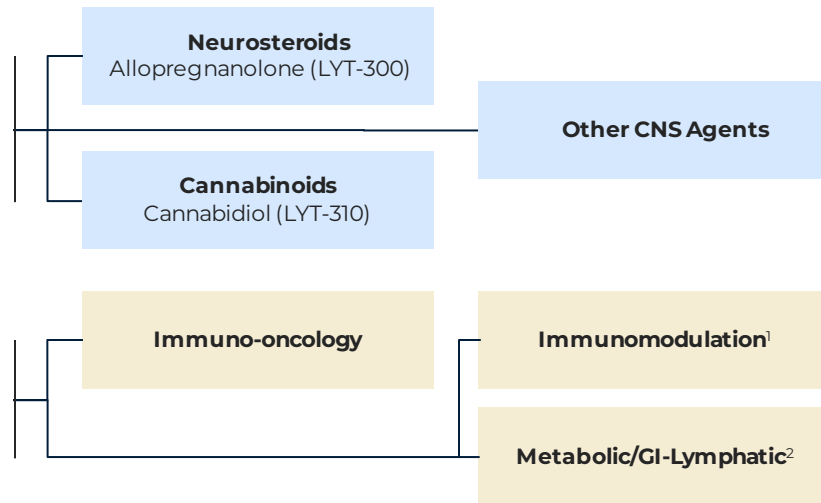 Neurosteroids
Allopregnanolone (LYT-300)
Other CNS Agents
Cannabinoids
Cannabidiol (LYT-310)
Immuno-oncology
Immunomodulation¹
Metabolic/GI-Lymphatic²